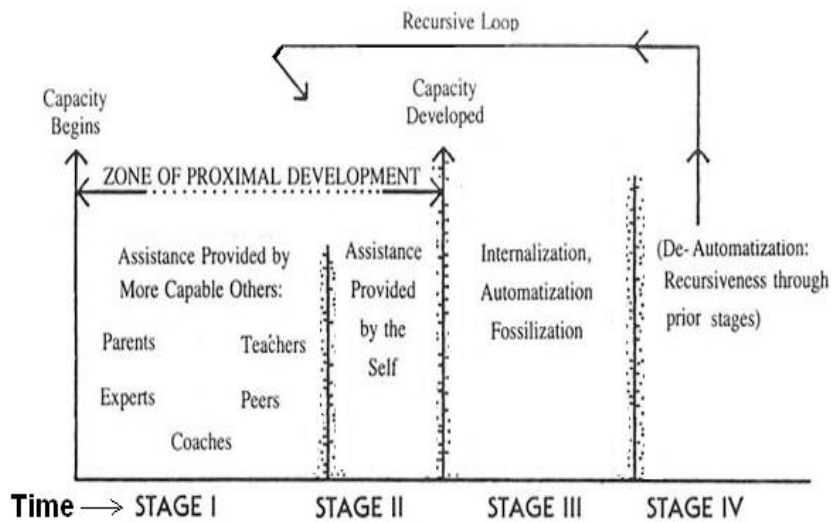 Recursive Loop
Capacity
Begins
Capacity
Developed
ZONE OF PROXIMAL DEVELOPMENT
Assistance Provided by
More Capable Others:
Parents
Teachers
Experts
Peers
Coaches
Assistance
Provided
by the
Self
Internalization,
Automatization
Fossilization
(De-Automatization:
Recursiveness through
prior stages)
Time
STAGE I
STAGE II
STAGE III
STAGE IV